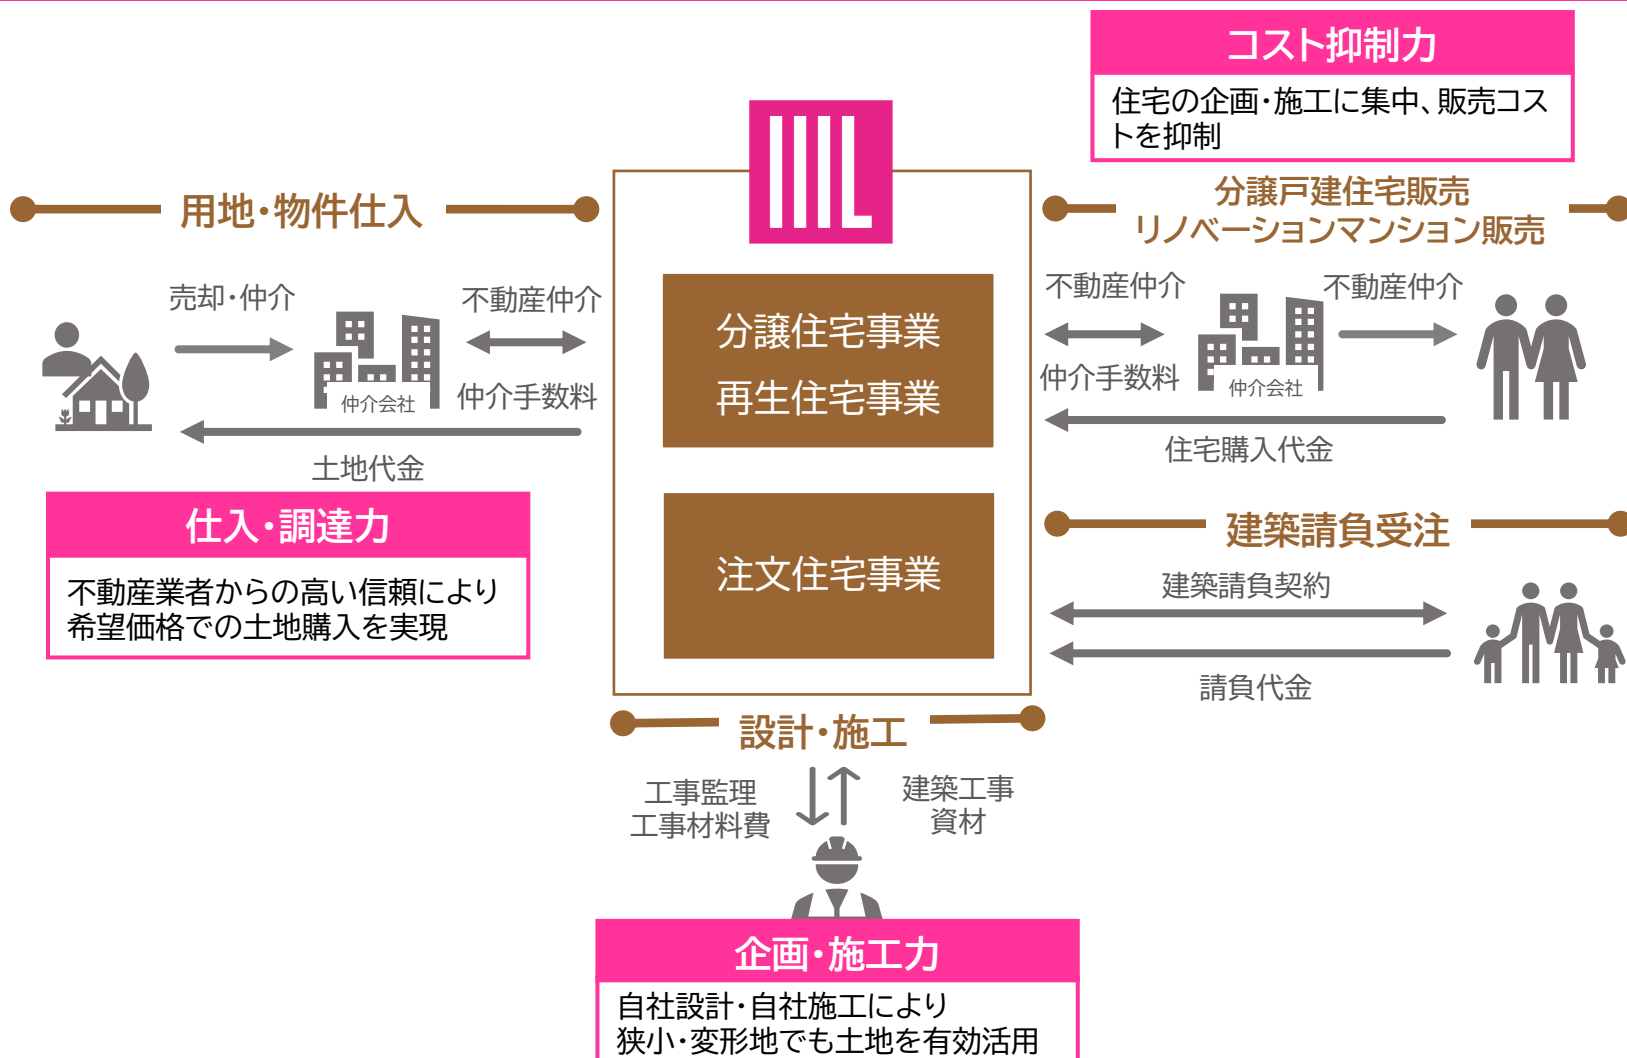 コスト抑制力
住宅の企画・施工に集中、販売コス
トを抑制
用地・物件仕入
分譲戸建住宅販売
リノベーションマンション販売
売却・仲介
不動産仲介
仲介会社
仲介手数料
土地代金
分譲住宅事業
再生住宅事業
注文住宅事業
不動産仲介
不動産仲介
仲介手数料
仲介会社
住宅購入代金
仕入・調達力
不動産業者からの高い信頼により
希望価格での土地購入を実現
建築請負受注
建築請負契約
請負代金
設計・施工
工事監理
工事材料費
建築工事
資材
企画・施工力
自社設計・自社施工により
狭小・変形地でも土地を有効活用